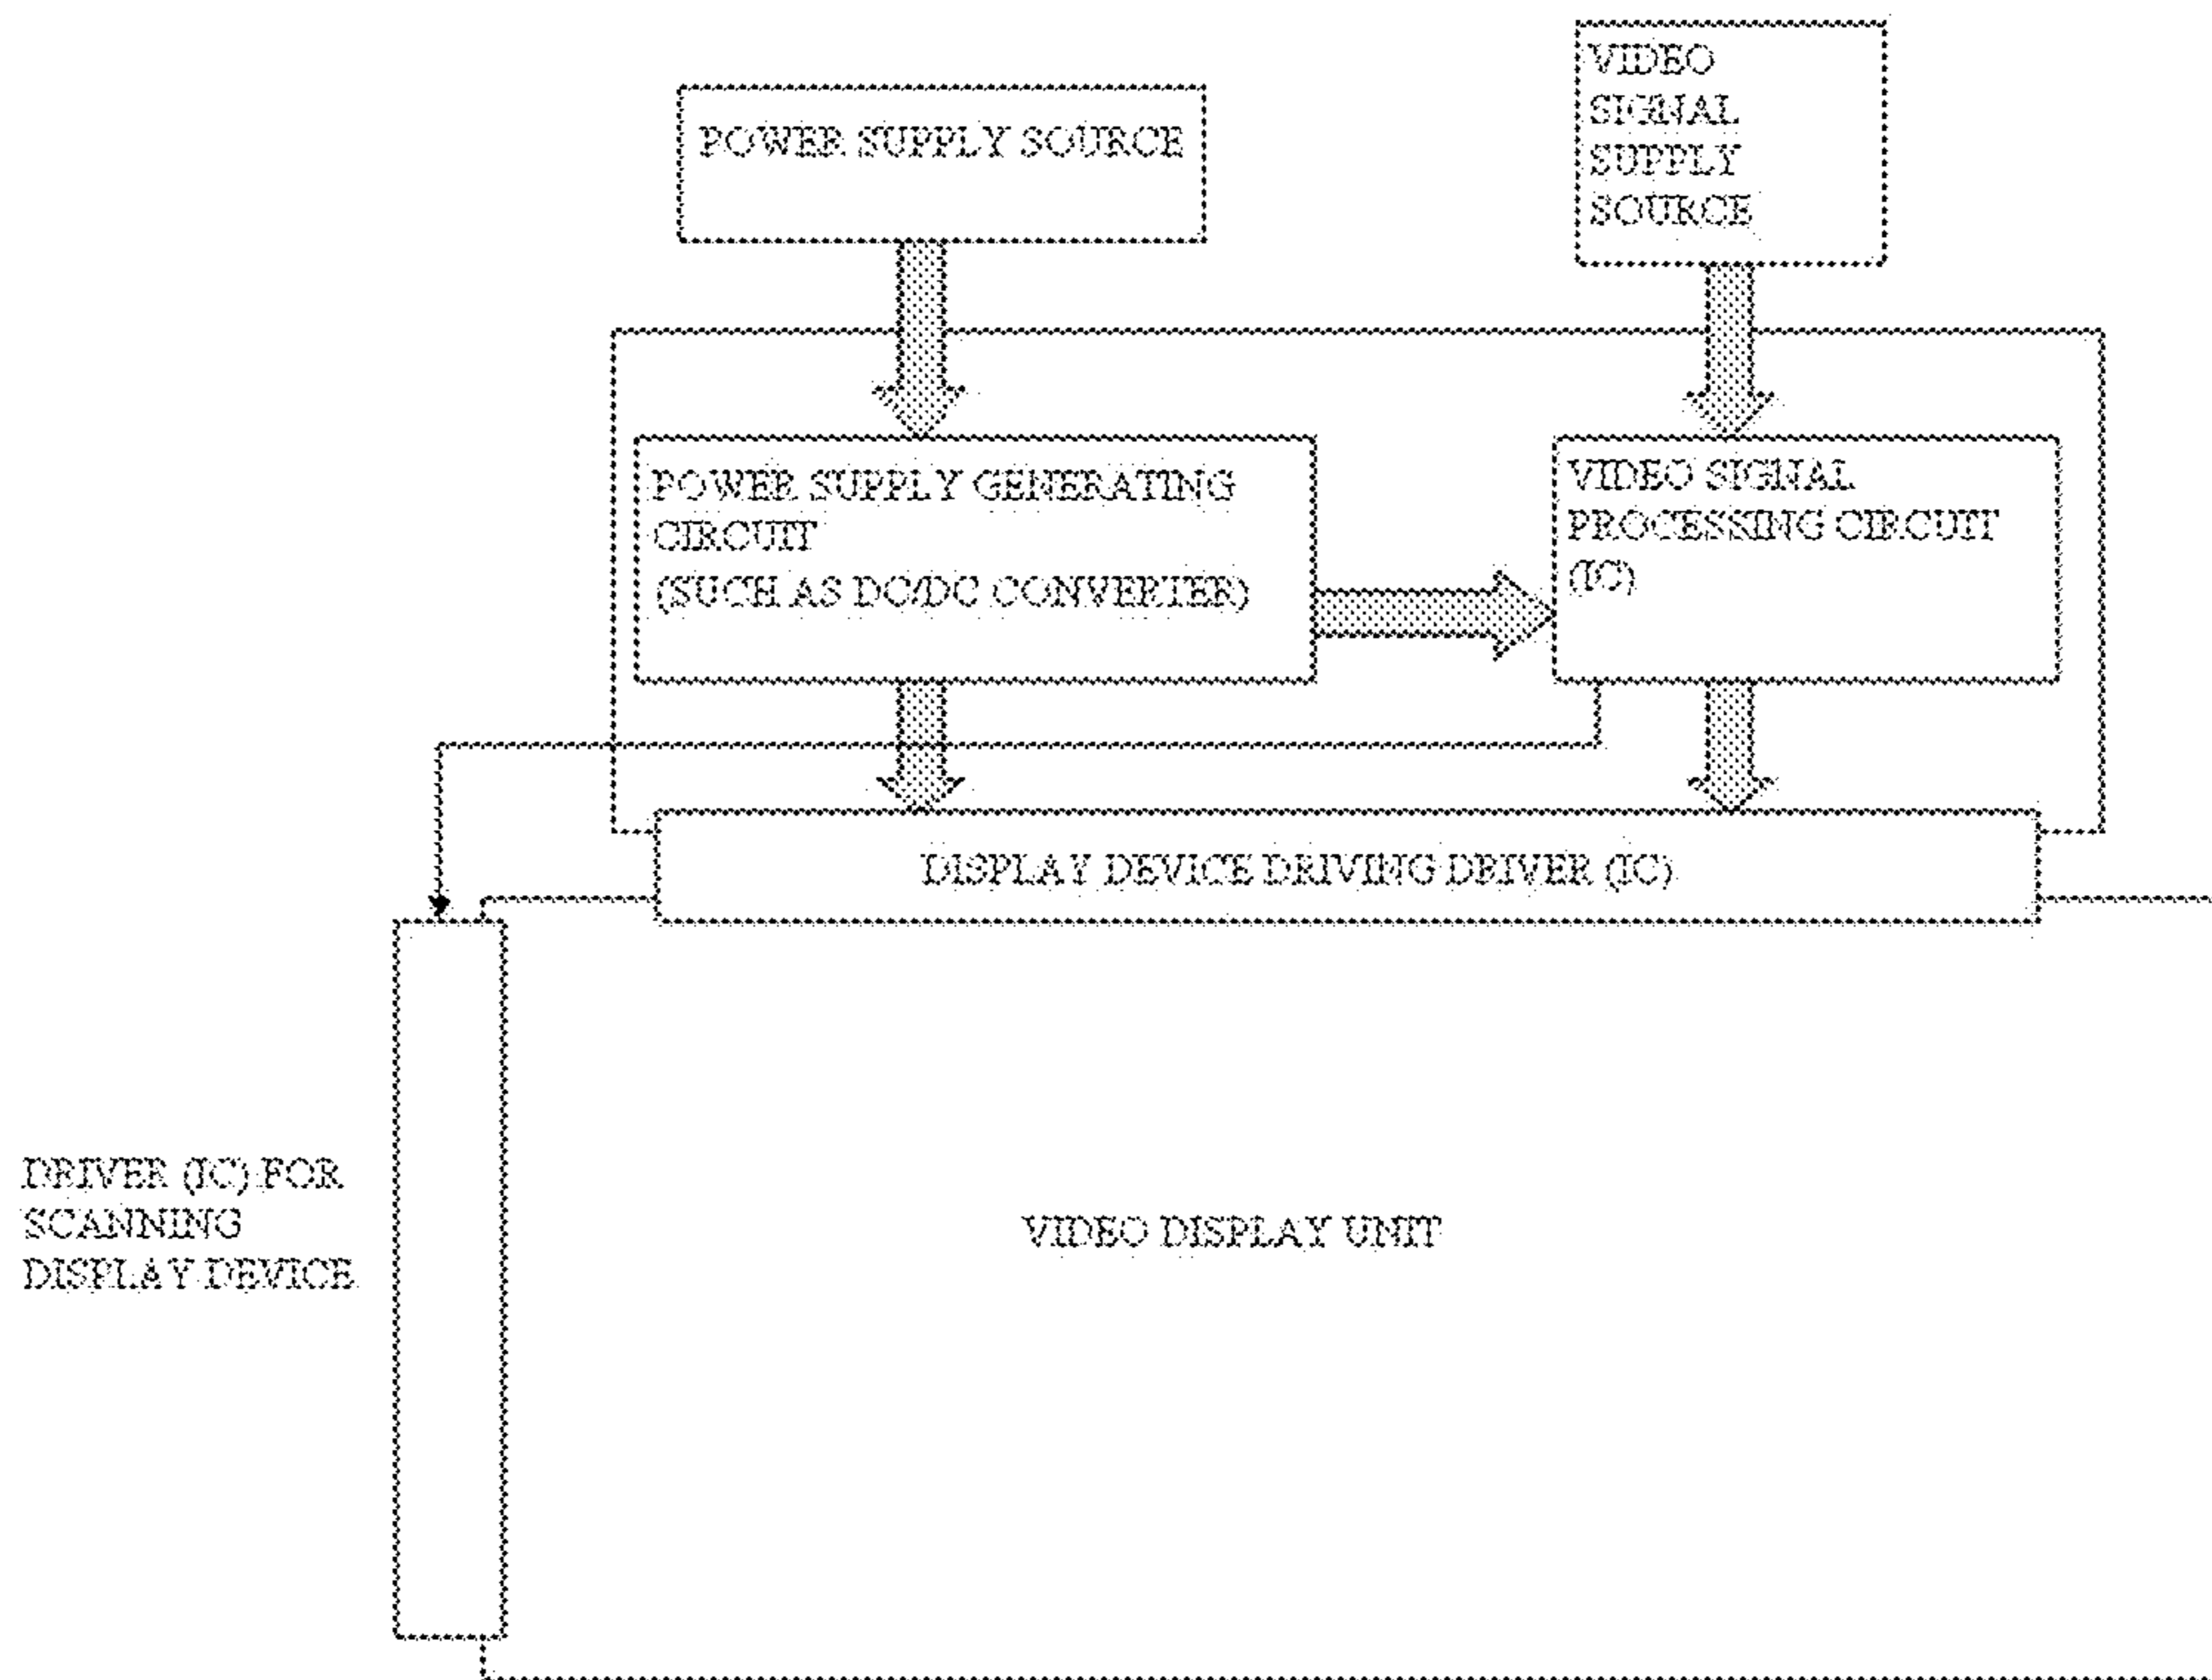 POWER SUPPLY SOURCE
VIDEO
SIGNAL
SUPPLY
SOURCE
POWER SUPPLY GENERATING
CIRCUIT
(SUCH AS DC/DC CONVERTER)
VIDEO SIGNAL
PROCESSING CIRCUIT
(IC)
DISPLAY DEVICE DRIVING DRIVER (IC)
DRIVER (IC) FOR
SCANNING
DISPLAY DEVICE
VIDEO DISPLAY UNIT